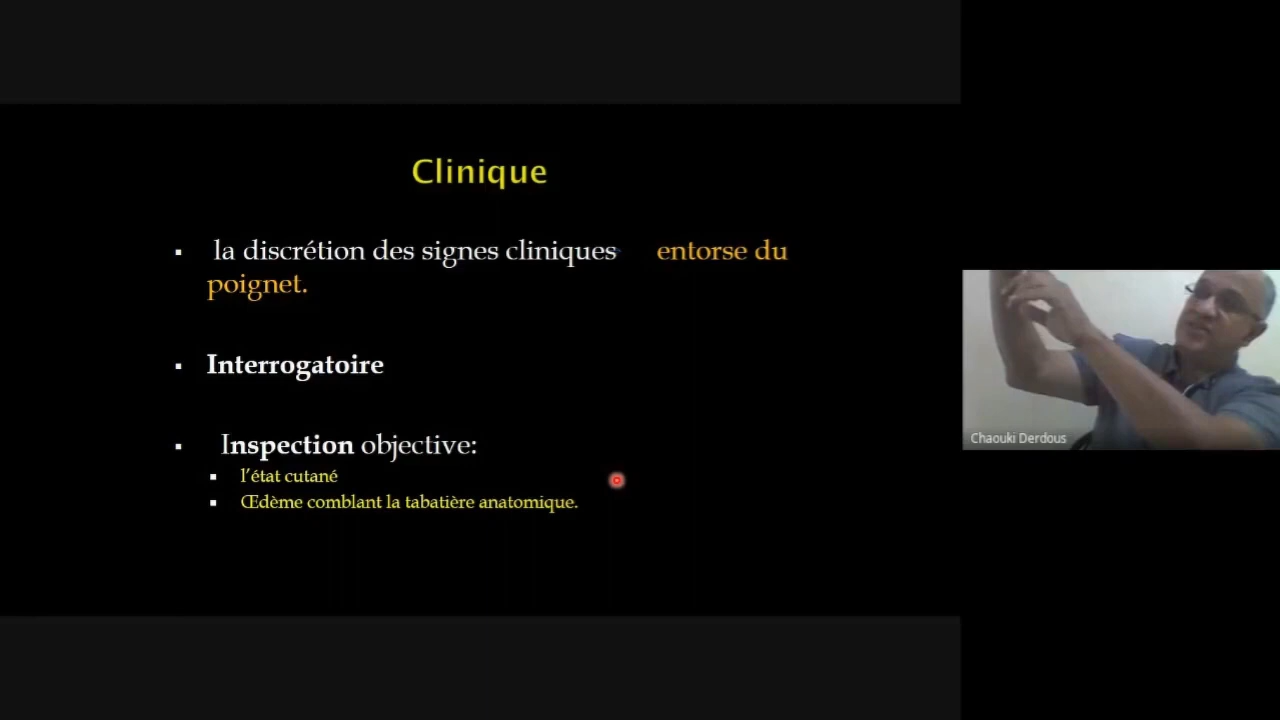 Clinique
la discrétion des signes cliniques entorse du
poignet.
Interrogatoire
Inspection objective:
l'état cutané
Œdème comblant la tabatière anatomique.
Chaouki Derdous